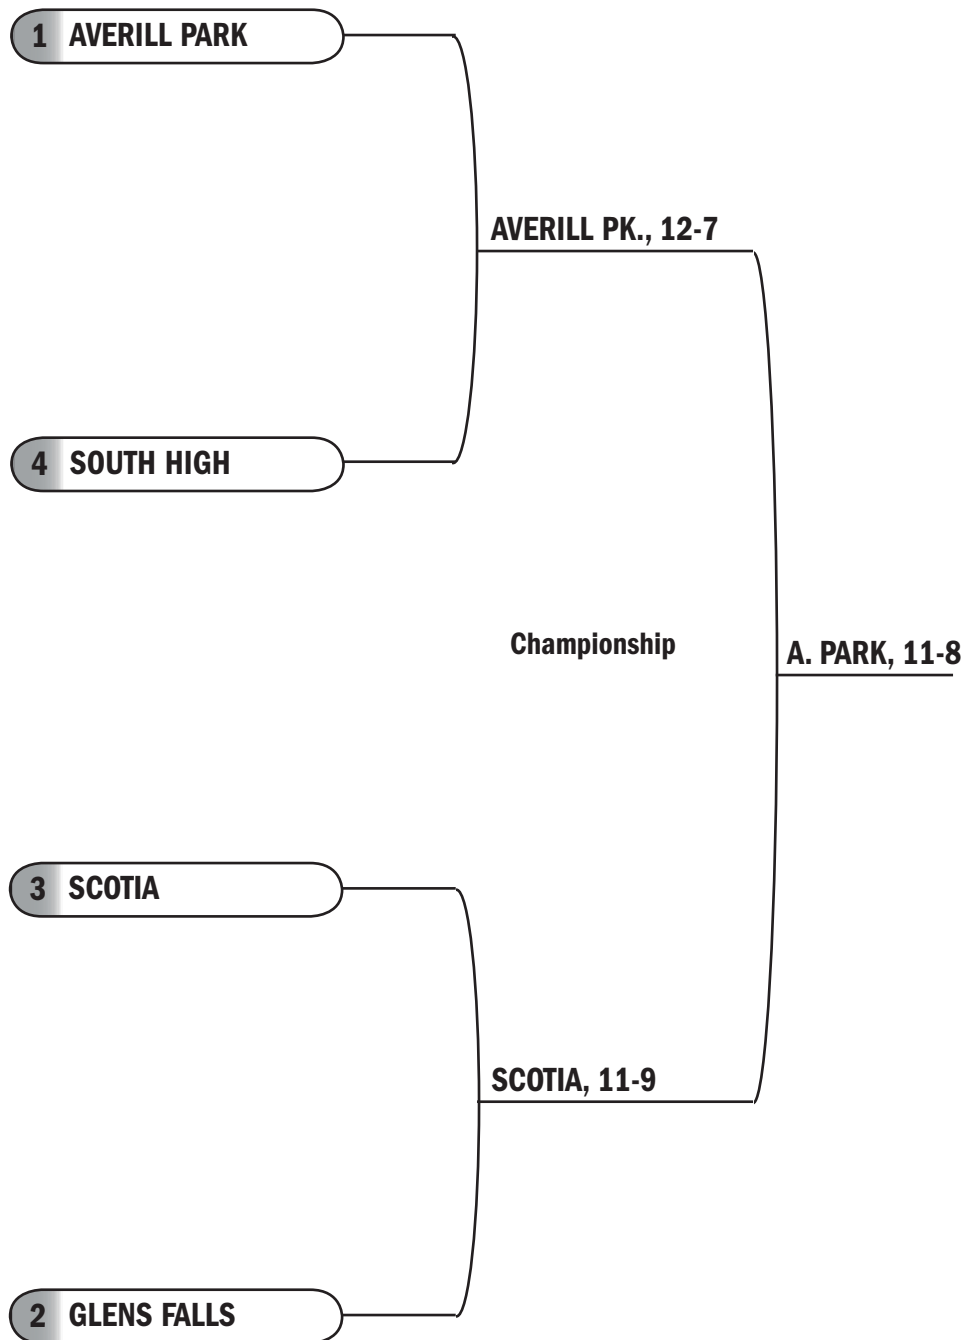 1 AVERILL PARK
AVERILL PK., 12-7
4 SOUTH HIGH
Championship
A. PARK, 11-8
3 SCOTIA
SCOTIA, 11-9
2 GLENS FALLS